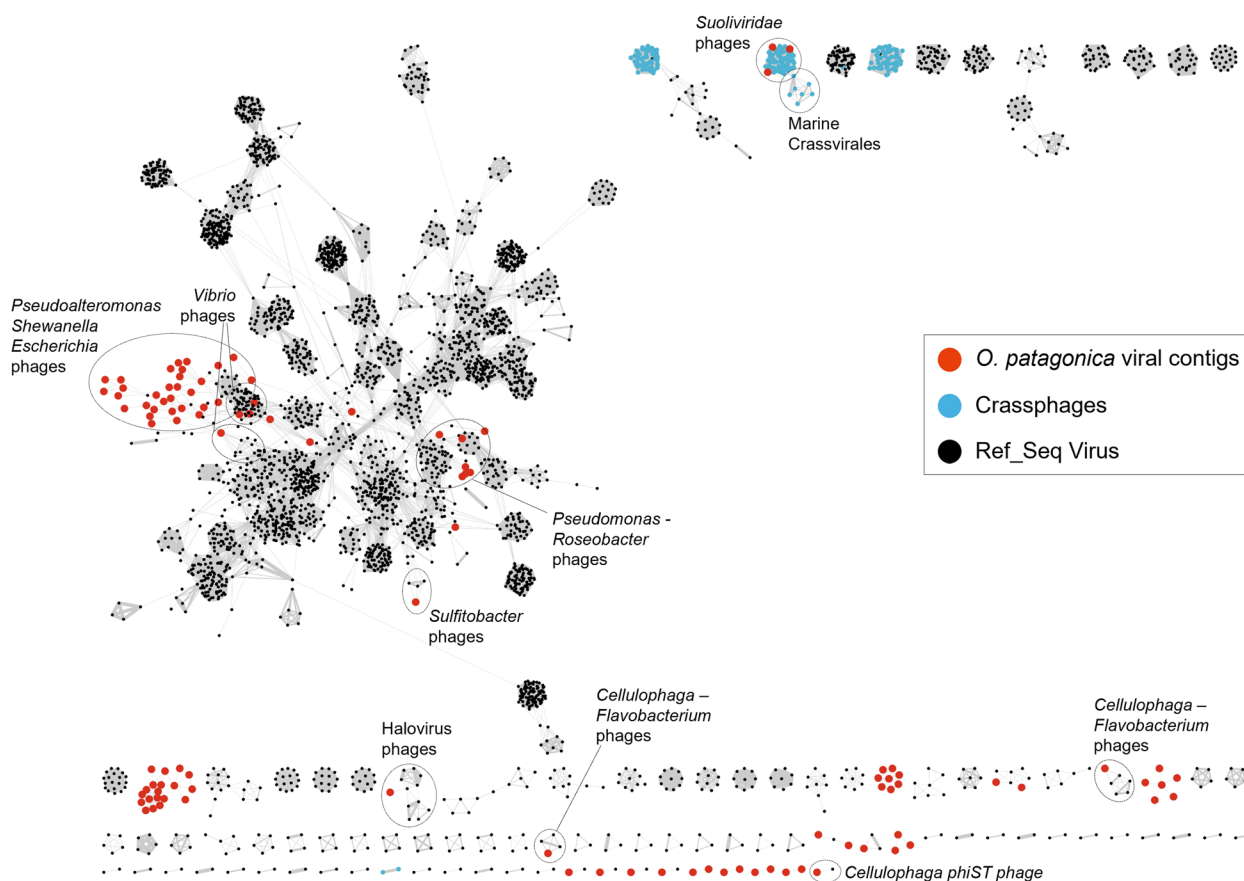 Suoliviridae
phages
Marine
Crassvirales
Pseudoalteromonas
Shewanella
Escherichia
phages
Vibrio
phages
O. patagonica viral contigs
Crassphages
Ref_Seq Virus
Pseudomonas -
Roseobacter
phages
Sulfitobacter
phages
Halovirus
phages
Cellulophaga –
Flavobacterium
phages
Cellulophaga –
Flavobacterium
phages
Cellulophaga phiST phage